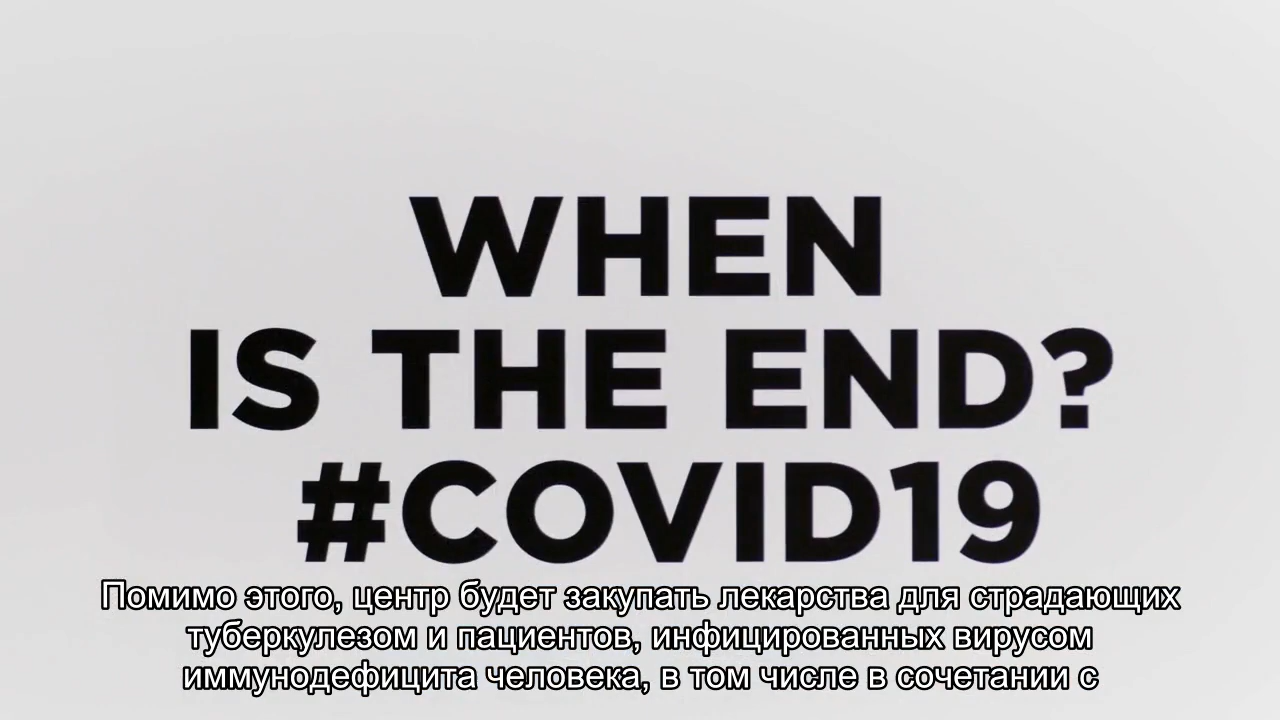 WHEN
IS THE END?
#COVID19
Помимо этого, центр будет закупать лекарства для страдающих
туберкулезом и пациентов, инфицированных вирусом
иммунодефицита человека, в том числе в сочетании с